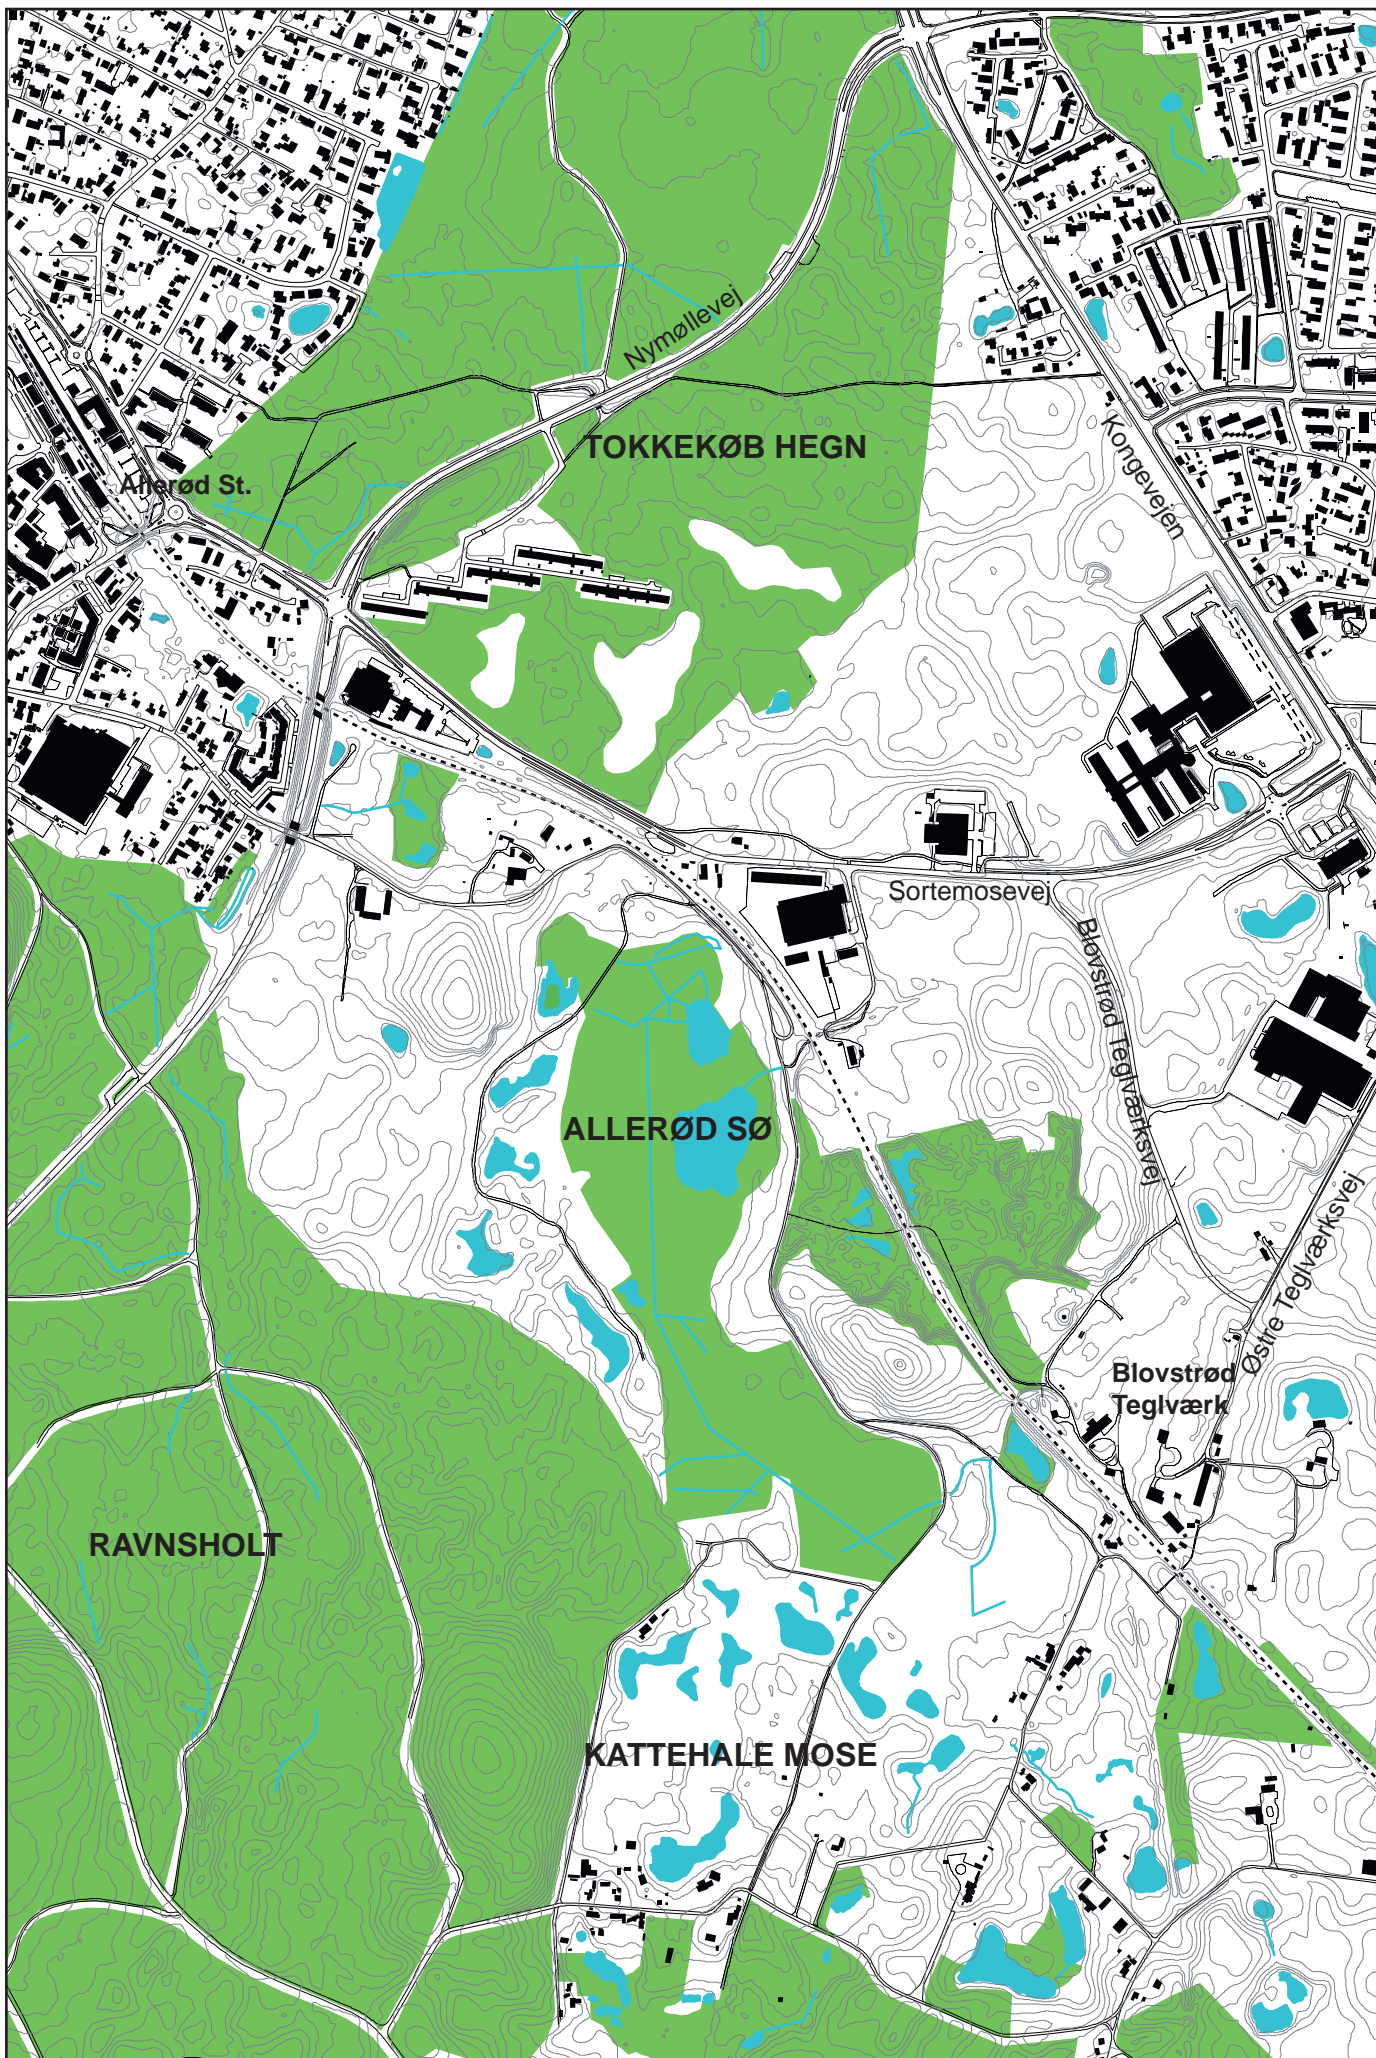 Nymøllevej
TOKKEKØB HEGN
Kongevejen
Allerød St.
Sortemosevej
Blovstrød Teglværksvej
ALLERØD SØ
Østre Teglværksvej
Blovstrød
Teglværk
RAVNSHOLT
KATTEHALE MOSE